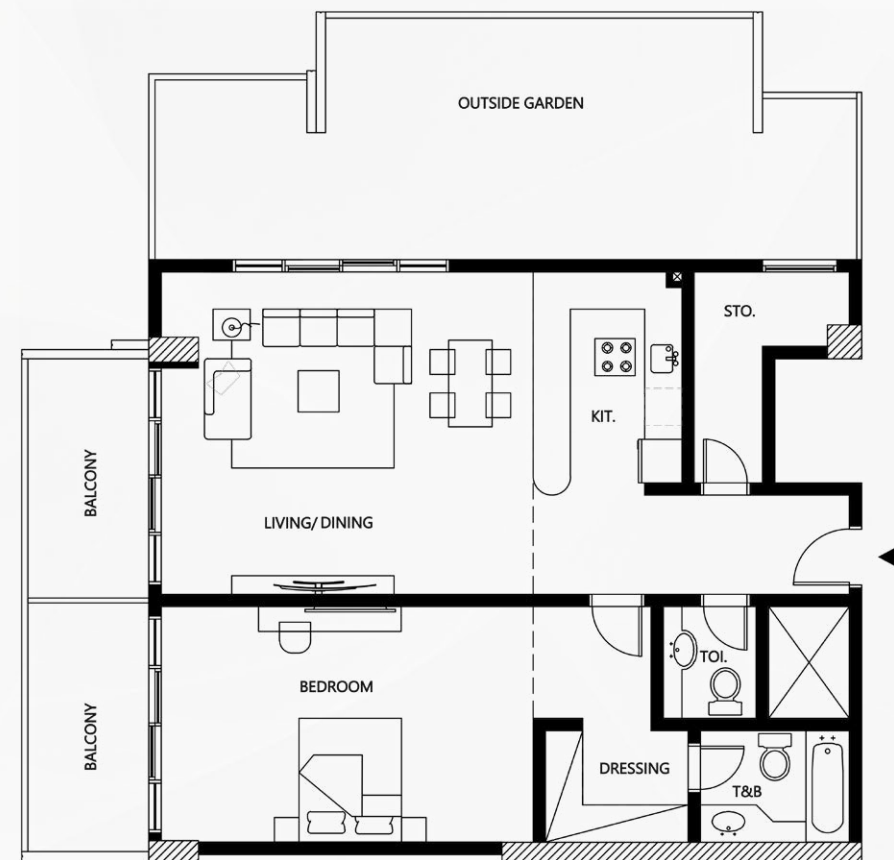 OUTSIDE GARDEN
STO.
KIT.
BALCONY
LIVING/ DINING
TOI.
BEDROOM
BALCONY
DRESSING
T&B